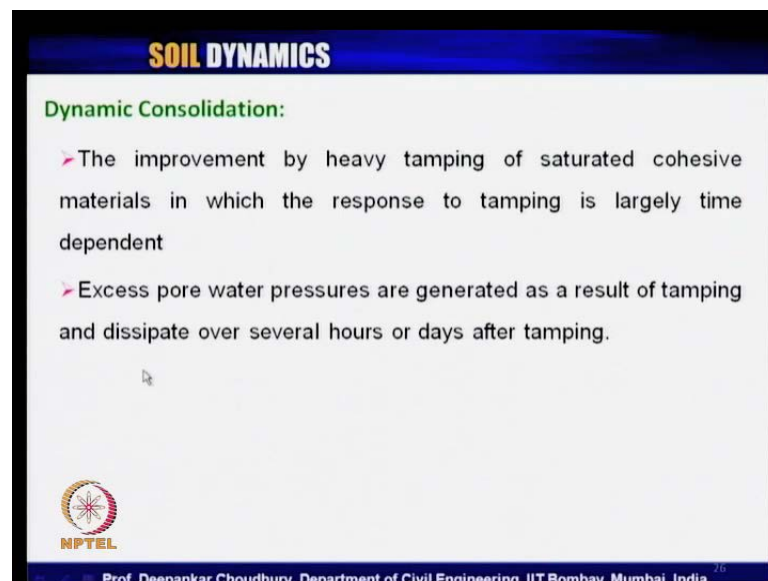 SOIL DYNAMICS
Dynamic Consolidation:
➤The improvement by heavy tamping of saturated cohesive
materials in which the response to tamping is largely time
dependent
➤Excess pore water pressures are generated as a result of tamping
and dissipate over several hours or days after tamping.
NPTEL
Prof. Deepankar Choudhury, Department of Civil Engineering, IIT Bombay, Mumbai, India
26